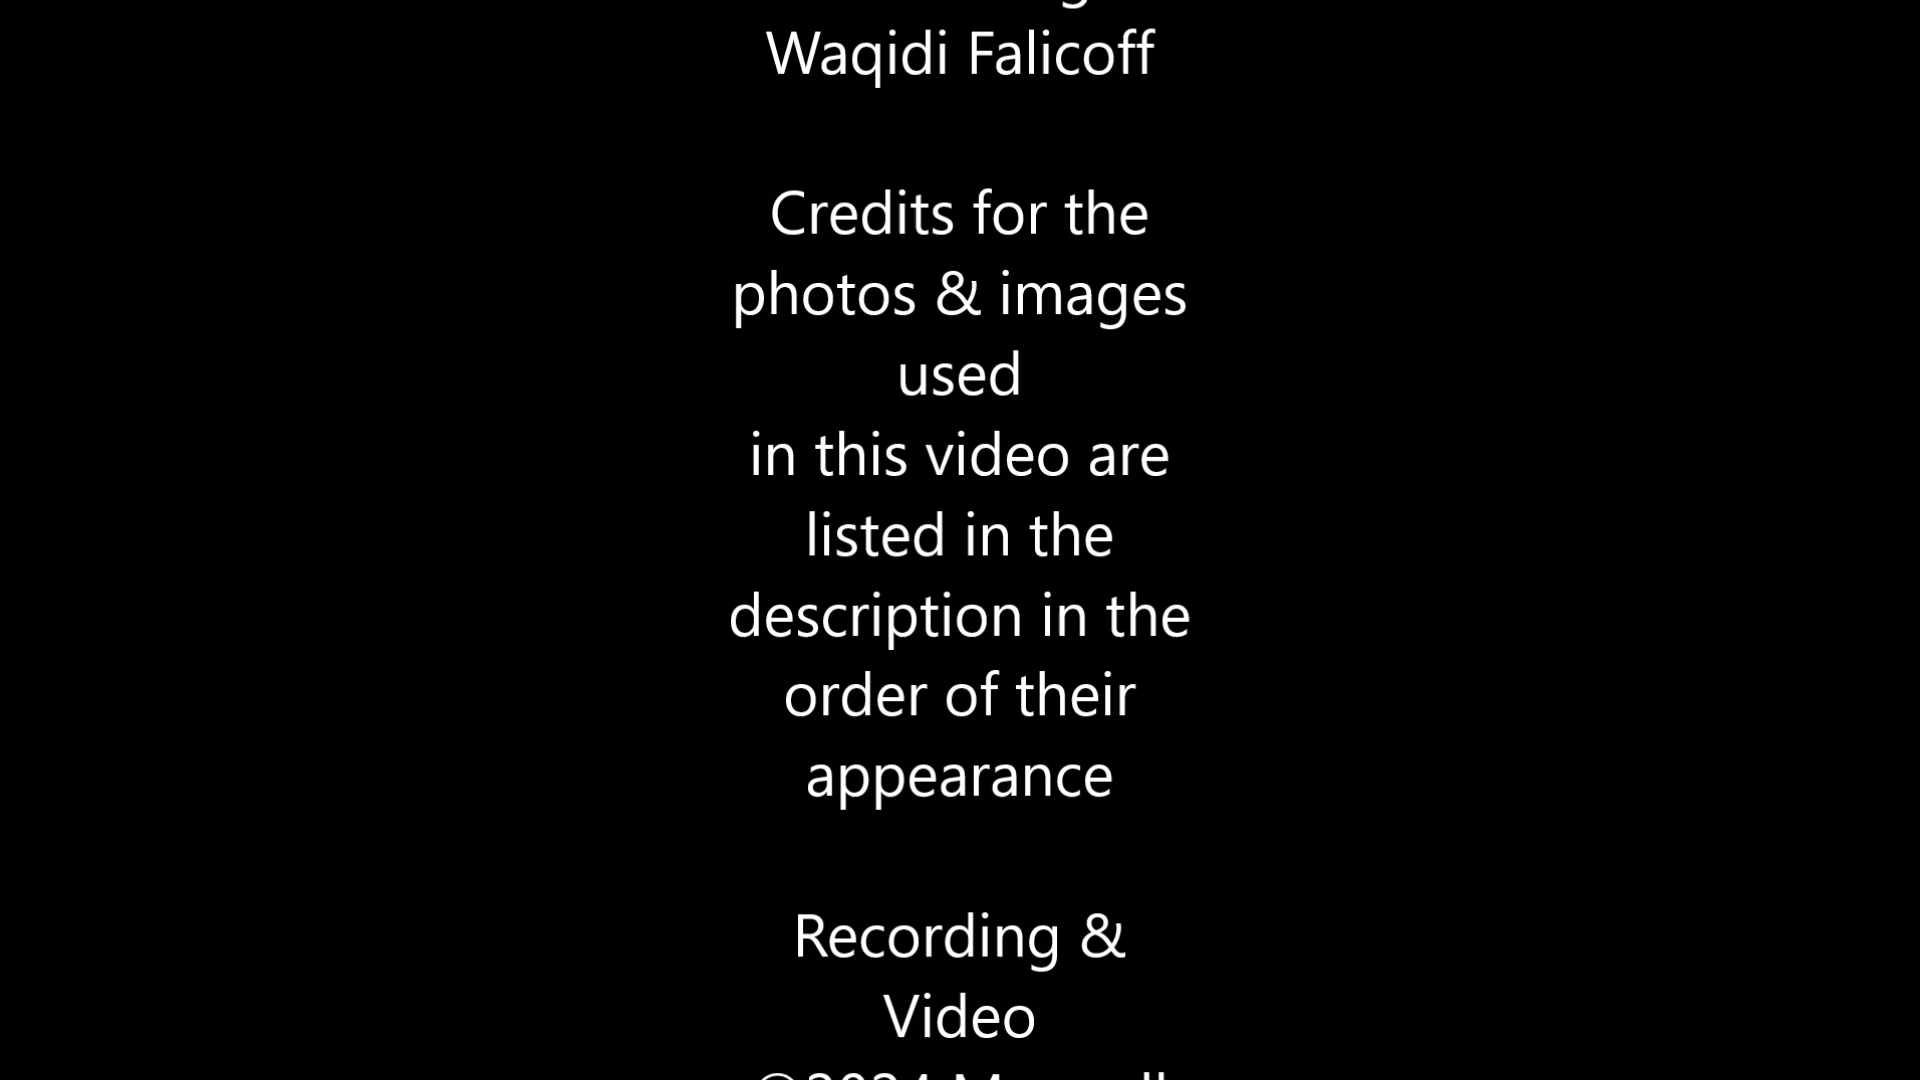 Waqidi Falicoff
Credits for the
photos & images
used
in this video are
listed in the
description in the
order of their
appearance
Recording &
Video